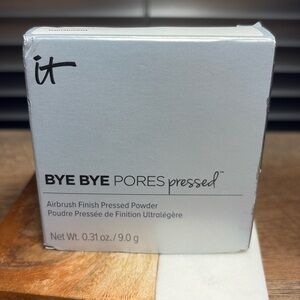 it
BYE BYE PORES pressed™
Airbrush Finish Pressed Powder
Poudre Pressée de Finition Ultralégère
Net Wt. 0.31 oz./9.0 g